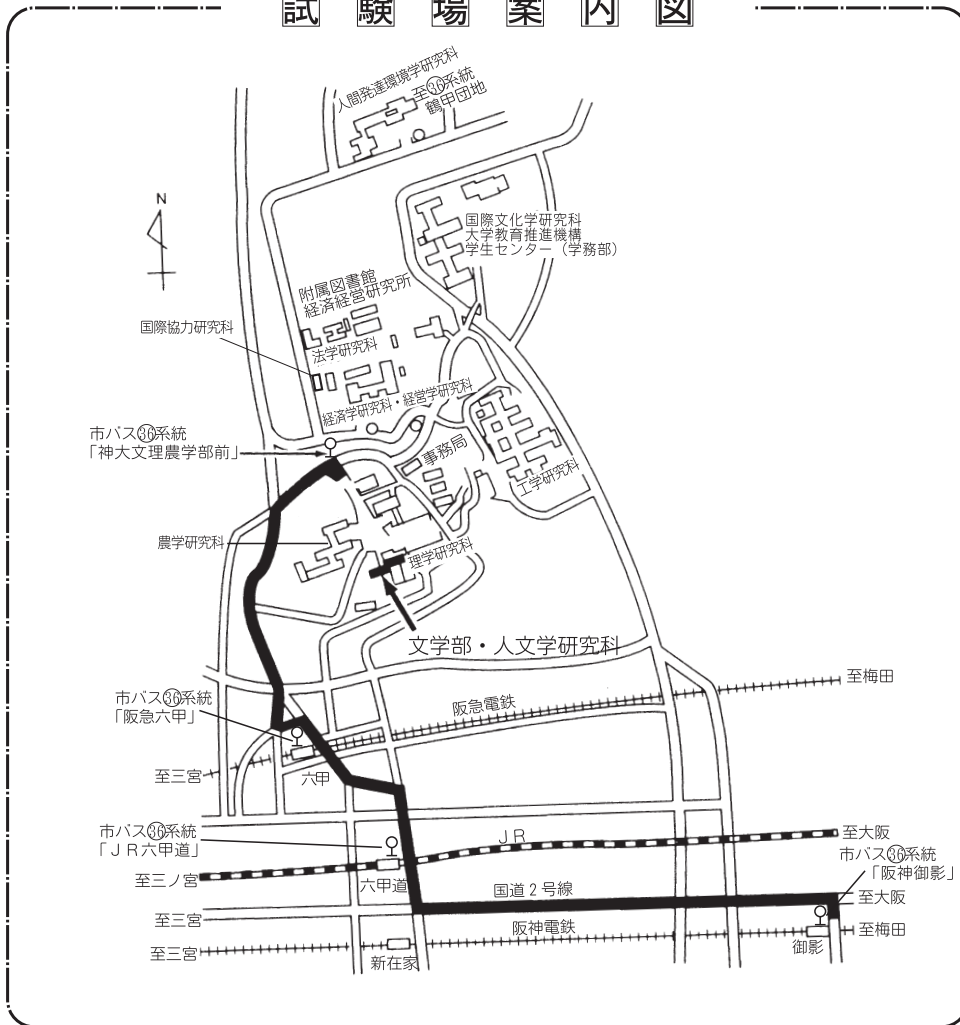 試験場案内図
人間発達環境学研究科
至㊱系統
鶴甲団地
N
国際文化学研究科
大学教育推進機構
学生センター（学務部）
附属図書館
経済経営研究所
国際協力研究科
法学研究科
経済学研究科・経営学研究科
市バス㊱系統
「神大文理農学部前」
事務局
工学研究科
農学研究科
理学研究科
文学部・人文学研究科
至梅田
市バス㊱系統
「阪急六甲」
阪急電鉄
至三宮
六甲
市バス㊱系統
「ＪＲ六甲道」
ＪＲ
至大阪
市バス㊱系統
「阪神御影」
至三ノ宮
六甲道
国道２号線
至大阪
至三宮
阪神電鉄
至梅田
至三宮
新在家
御影